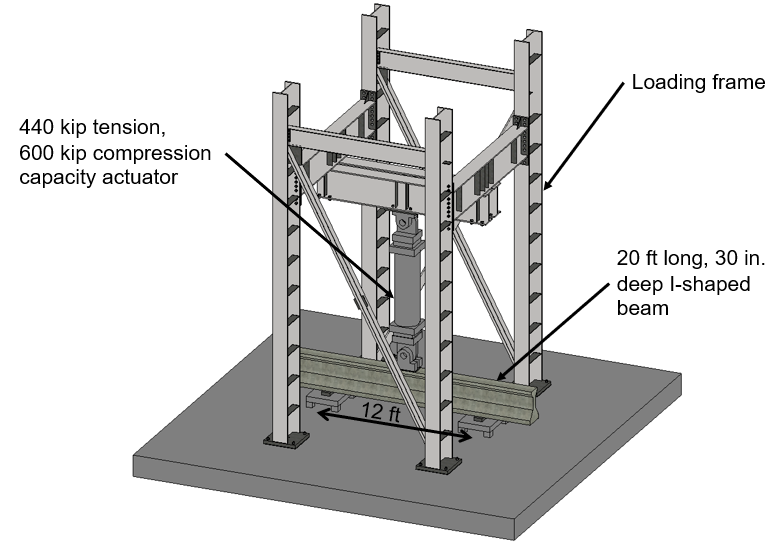 Loading frame
440 kip tension,
600 kip compression
capacity actuator
20 ft long, 30 in.
deep I-shaped
beam
12 ft